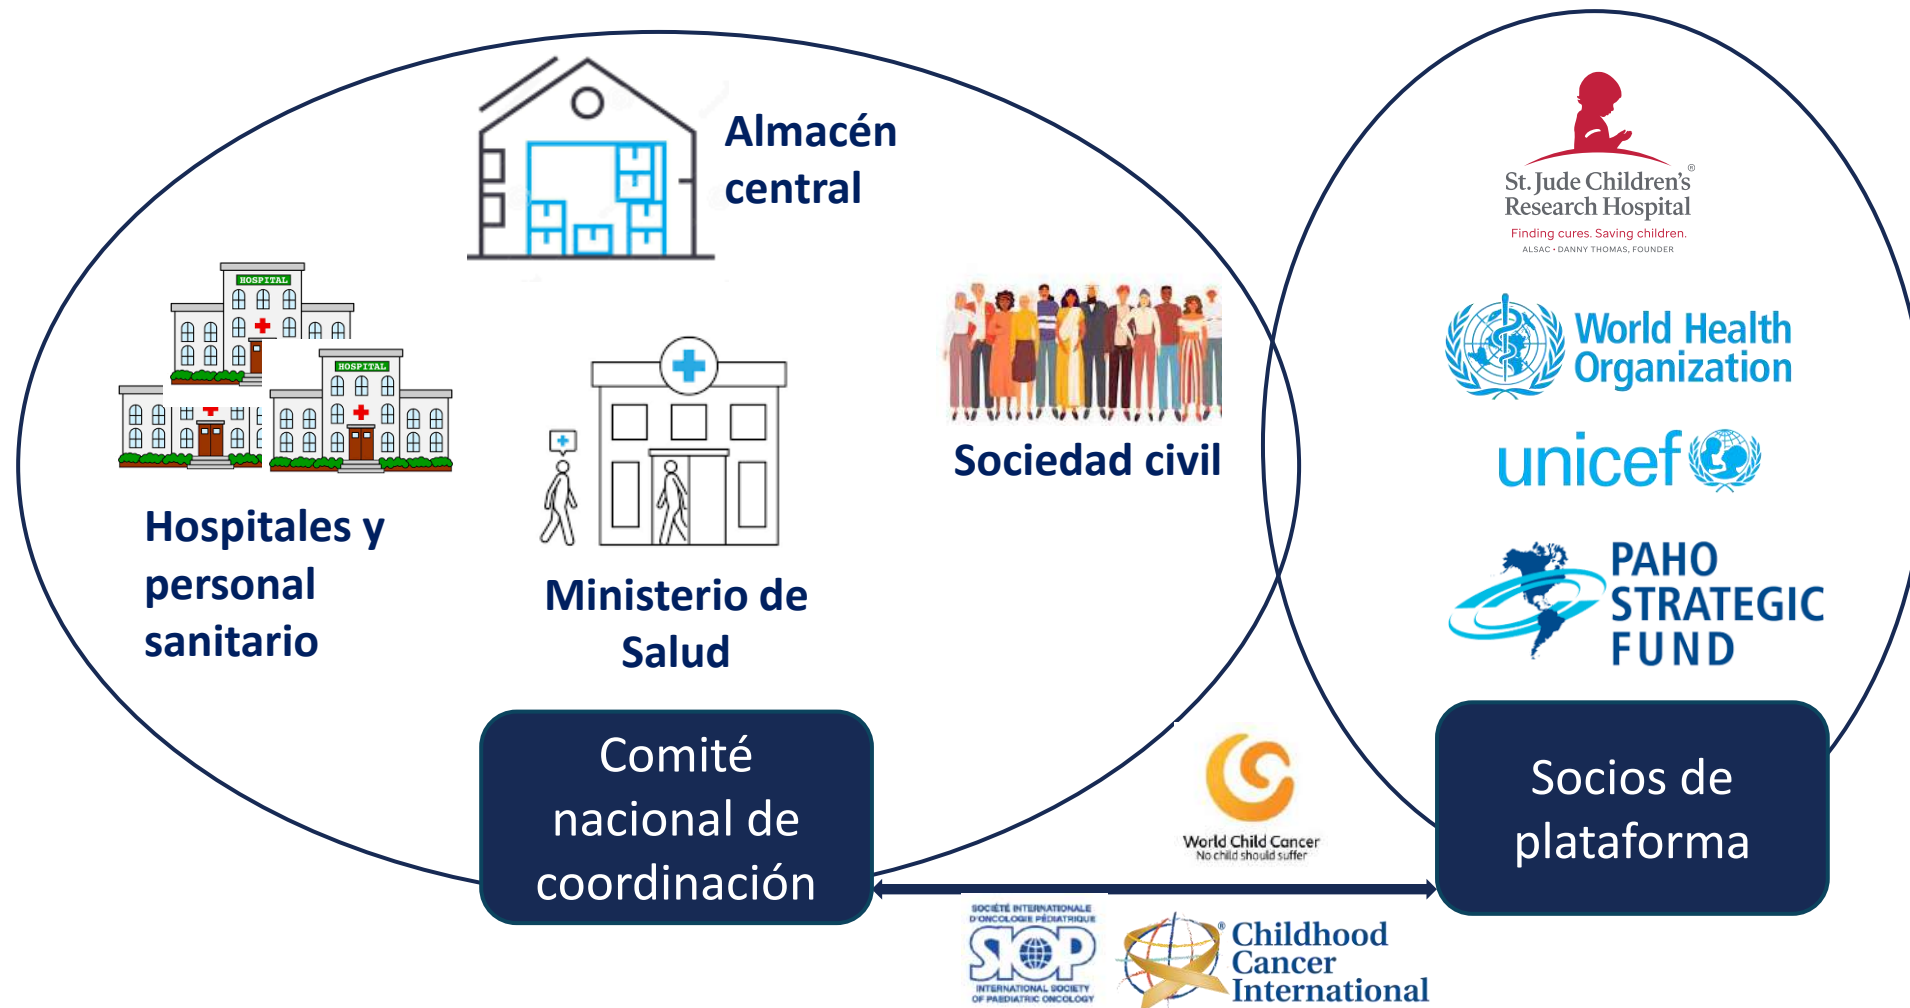 Almacén
central
HOSPITAL
HOSPITAL
Hospitales y
personal
sanitario
Ministerio de
Salud
Sociedad civil
Comité
nacional de
coordinación
St. Jude Children's
Research Hospital
®
Finding cures. Saving children.
ALSAC • DANNY THOMAS, FOUNDER
World Health
Organization
unicef
PAHO
STRATEGIC
FUND
Socios de
plataforma
World Child Cancer
No child should suffer
SOCIÉTÉ INTERNATIONALE
D'ONCOLOGIE PÉDIATRIQUE
SIOP
INTERNATIONAL SOCIETY
OF PAEDIATRIC ONCOLOGY
®
Childhood
Cancer
International